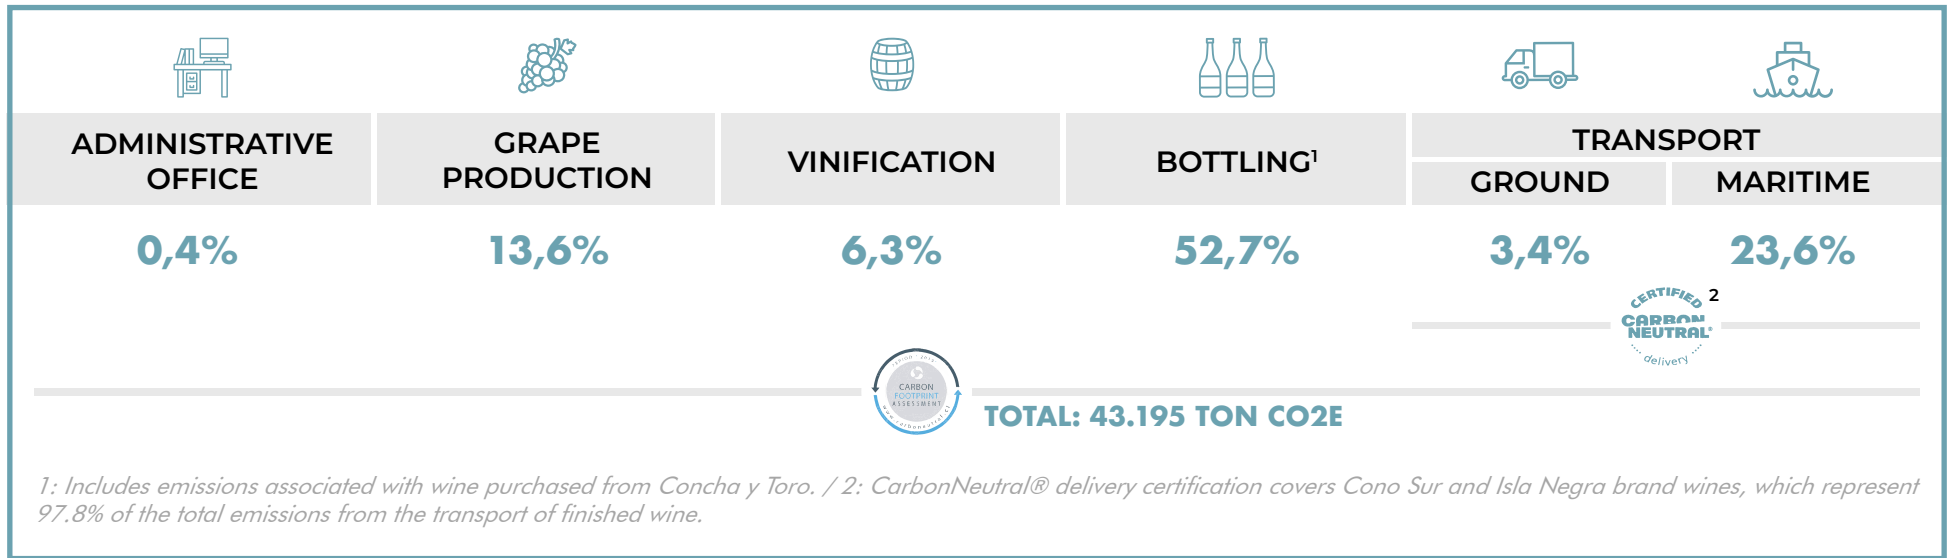 ADMINISTRATIVE
OFFICE
GRAPE
PRODUCTION
VINIFICATION
BOTTLING¹
TRANSPORT
GROUND
MARITIME
0,4%
13,6%
6,3%
52,7%
3,4%
23,6%
CERTIFIED
CARBON
NEUTRAL®
delivery
2
CARBON
FOOTPRINT
ASSESSMENT
www.carboneutral.cl
TOTAL: 43.195 TON CO2E
1: Includes emissions associated with wine purchased from Concha y Toro. / 2: CarbonNeutral® delivery certification covers Cono Sur and Isla Negra brand wines, which represent
97.8% of the total emissions from the transport of finished wine.